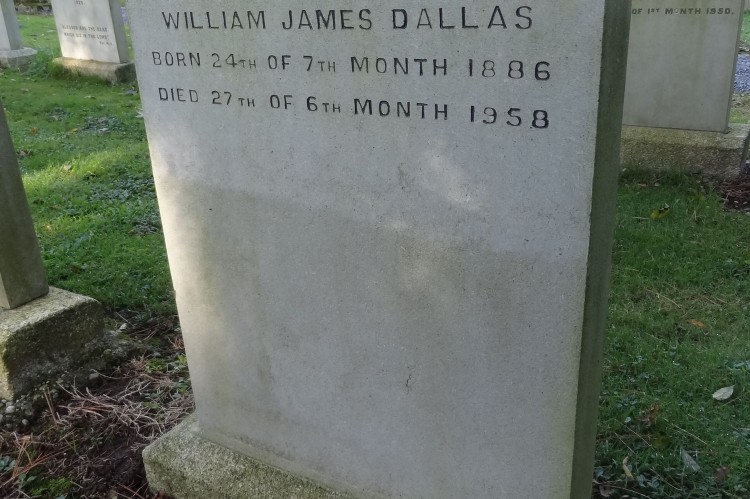 WILLIAM JAMES DALLAS
BORN 24TH OF 7TH MONTH 1886
DIED 27TH OF 6TH MONTH 1958
OF 1ST MONTH 1950.